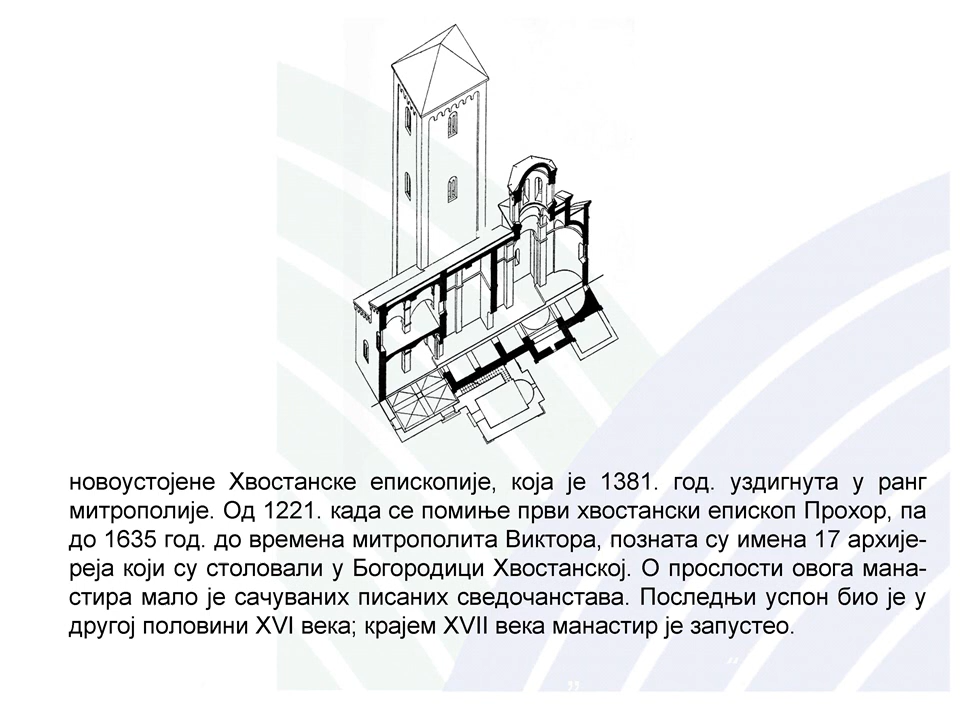 новоустојене Хвостанске епископије, која је 1381. год. уздигнута у ранг
митрополије. Од 1221. када се помиње први хвостански епископ Прохор, па
до 1635 год. до времена митрополита Виктора, позната су имена 17 архије-
реја који су столовали у Богородици Хвостанској. О прослости овога мана-
стира мало је сачуваних писаних сведочанстава. Последњи успон био је у
другој половини XVI века; крајем XVII века манастир је запустео.